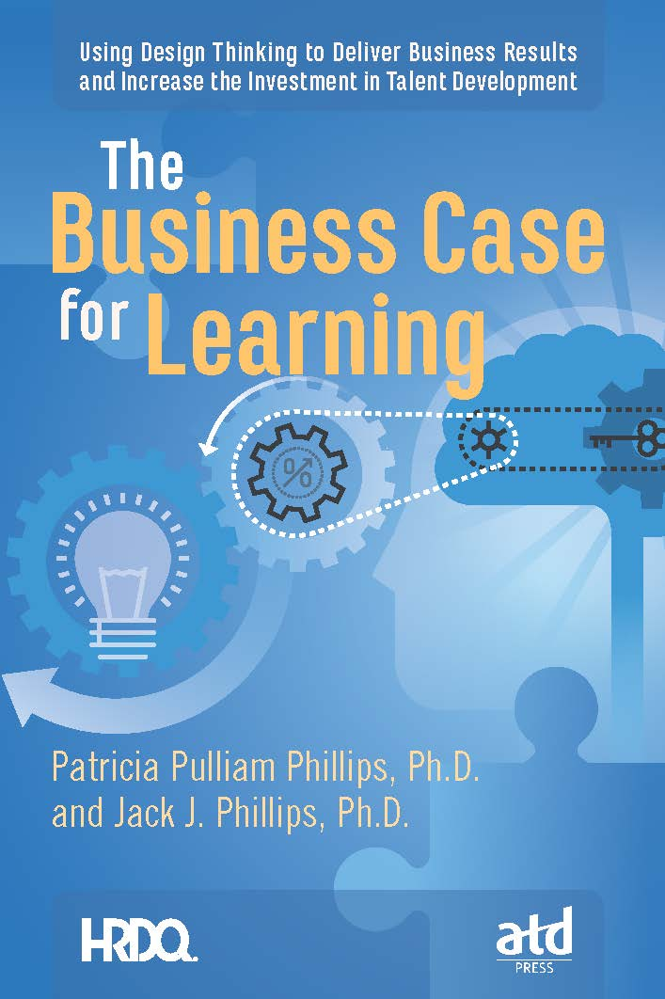 Using Design Thinking to Deliver Business Results
and Increase the Investment in Talent Development
The
Business Case
for Learning
%
Patricia Pulliam Phillips, Ph.D.
and Jack J. Phillips, Ph.D.
HRDQ.
atd
PRESS